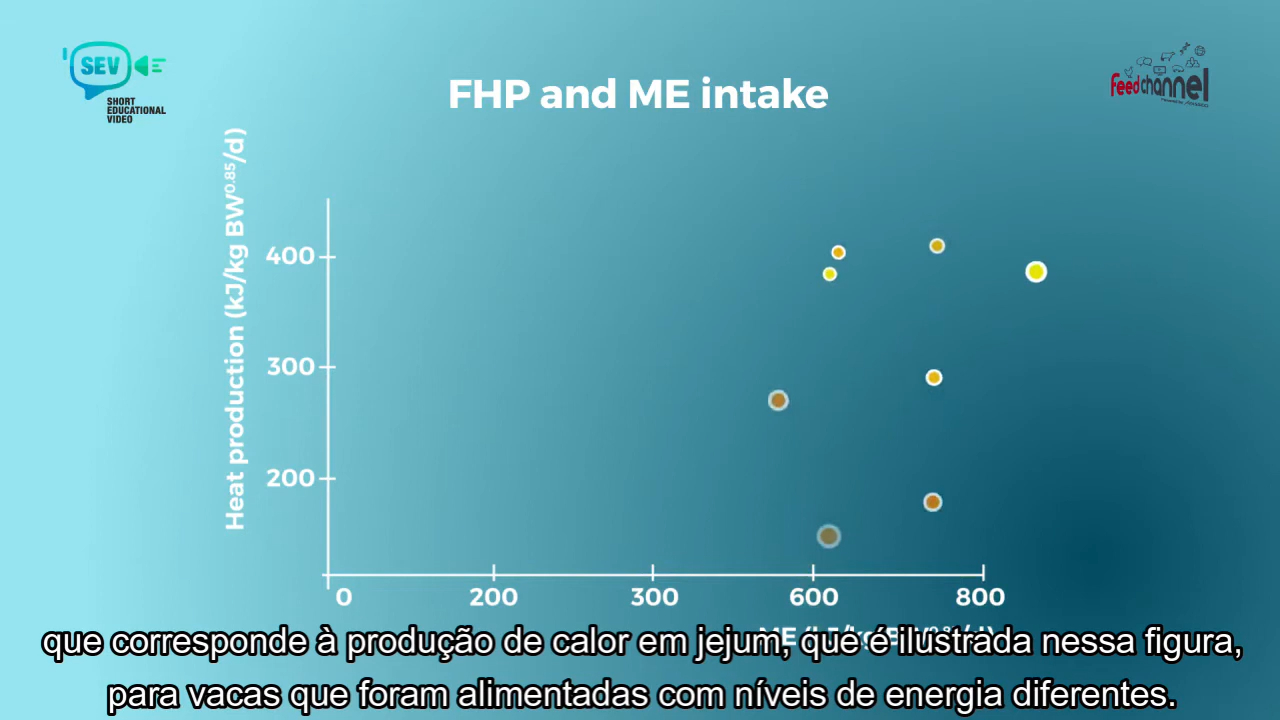 SEV
SHORT
EDUCATIONAL
VIDEO
feedchannel
FHP and ME intake
Heat production (kJ/kg BW0.85/d)
400
300
200
0
200
300
600
800
que corresponde à produção de calor em jejum, que é ilustrada nessa figura,
para vacas que foram alimentadas com níveis de energia diferentes.